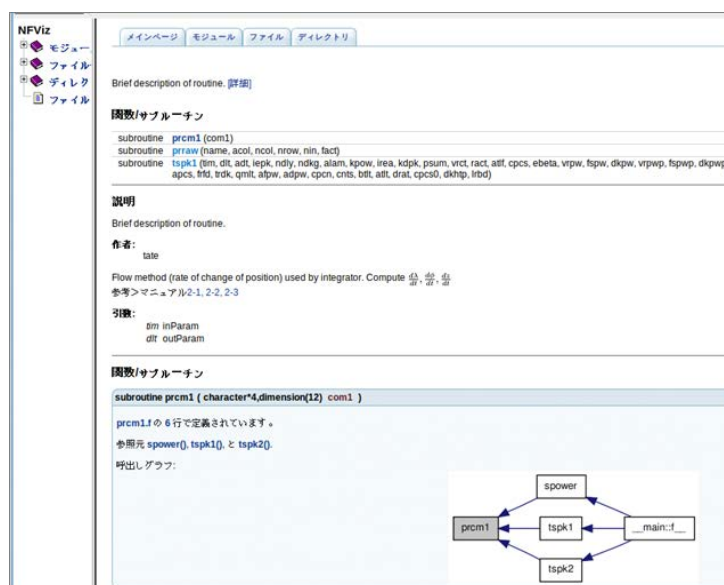 NFViz
モジュー
ファイル
ディレク
ファイル
メインページ モジュール ファイル ディレクトリ
Brief description of routine. [詳細]
関数/サブルーチン
subroutine prcm1 (com1)
subroutine prraw (name, acol, ncol, nrow, nin, fact)
subroutine tspk1 (tim, dlt, adt, iepk, ndly, ndkg, alam, kpow, irea, kdpk, psum, vrct, ract, atlf, cpcs, ebeta, vrpw, fspw, dkpw, vrpwp, fspwp, dkpwp
apcs, frfd, trdk, qmlt, afpw, adpw, cpcn, cnts, btlt, atlt, drat, cpcs0, dkhtp, lrbd)
説明
Brief description of routine.
作者:
tate
Flow method (rate of change of position) used by integrator. Compute
参考>マニュアル2-1, 2-2, 2-3
引数:
tim inParam
dlt outParam
関数/サブルーチン
subroutine prcm1 ( character*4,dimension(12) com1 )
prcm1.f の 6 行で定義されています。
参照元 spower(), tspk1(), と tspk2().
呼出しグラフ:
spower
prcm1 tspk1 __main::f__
tspk2